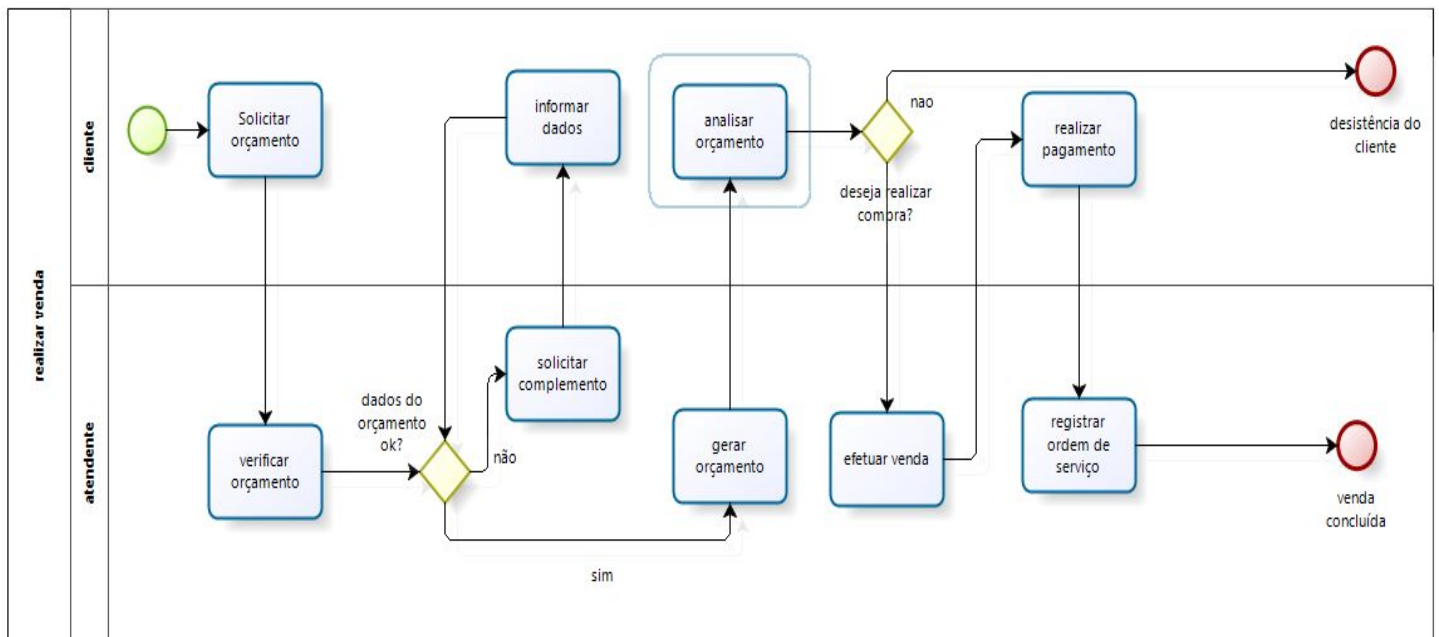 realizar venda
cliente
Solicitar
orçamento
informar
dados
analisar
orçamento
nao
deseja realizar
compra?
realizar
pagamento
desistência do
cliente
atendente
verificar
orçamento
dados do
orçamento
ok?
não
solicitar
complemento
sim
gerar
orçamento
efetuar venda
registrar
ordem de
serviço
venda
concluída